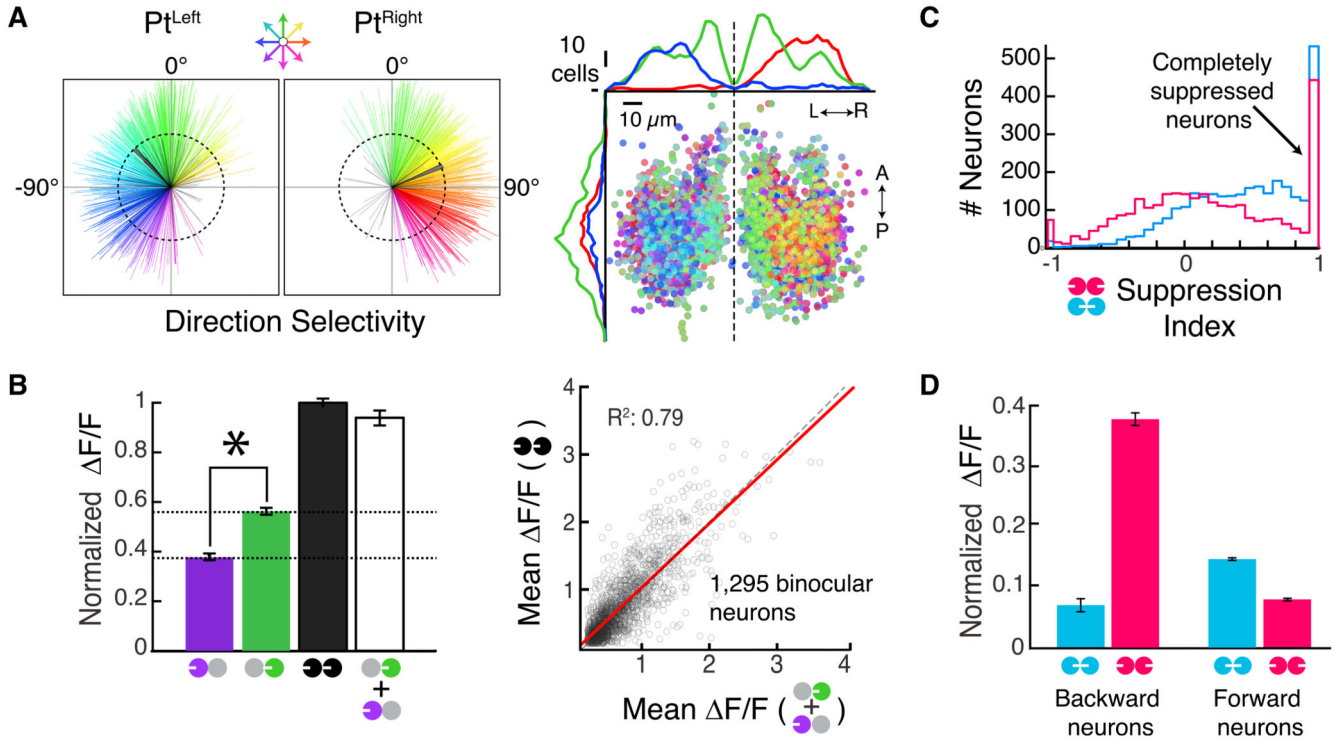 A
Pt Left
Pt Right
0°
0°
-90°
90°
Direction Selectivity
10
cells
10 µm
L R
A
P
C
# Neurons
500
400
300
200
100
0
Completely
suppressed
neurons
-1 0 1
Suppression
Index
B
Normalized ΔF/F
1
0.8
0.6
0.4
0.2
0
*
+
Mean ΔF/F ( )
4
3
2
1
R²: 0.79
1,295 binocular
neurons
1 2 3 4
Mean ΔF/F ( + )
D
Normalized ΔF/F
0.4
0.3
0.2
0.1
0
Backward
neurons
Forward
neurons